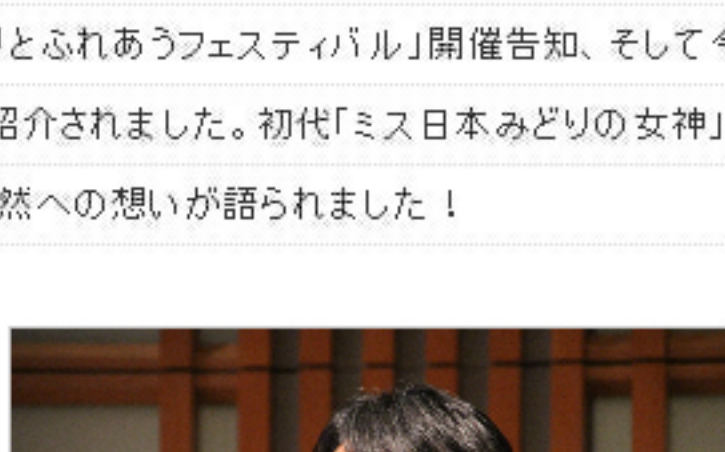 とふれあうフェスティバル」開催告知、そして
紹介されました。初代「ミス日本みどりの女神」
然への想いが語られました！